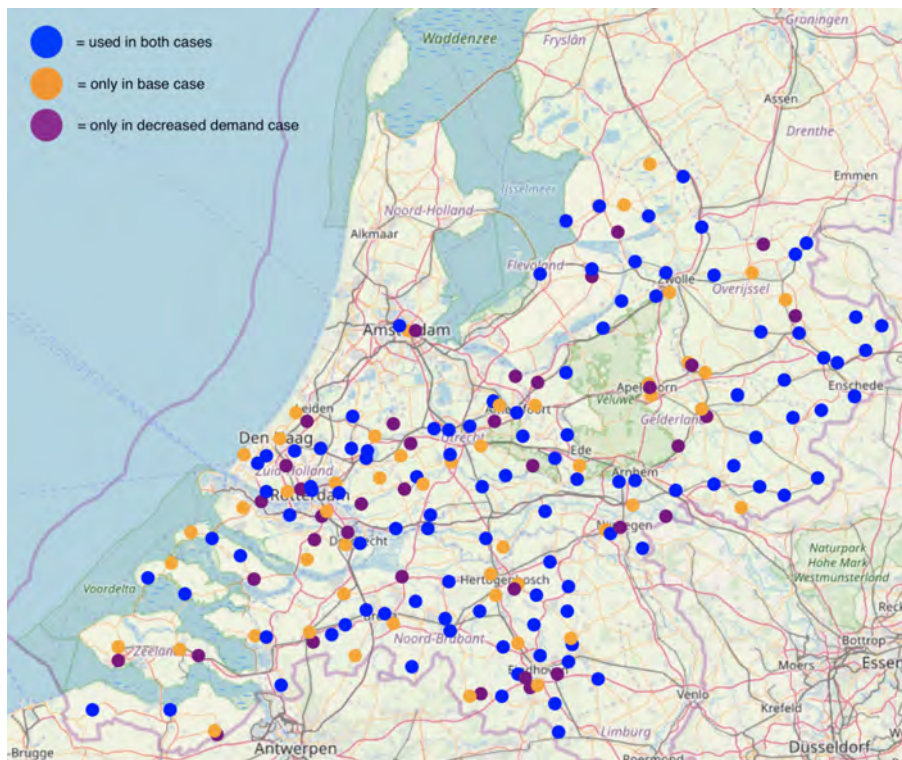 = used in both cases
= only in base case
= only in decreased demand case
Waddenzee
Fryslân
Groningen
Assen
Drenthe
Emmen
IJsselmeer
Noord-Holland
Alkmaar
Flevoland
Zwolle
Overijssel
Amsterdam
Enschede
Apeldoorn
Veluwe
Gelderland
Leiden
Den Haag
Utrecht
Ede
Zuid-Holland
Arnhem
Rotterdam
Nijmegen
Naturpark
Hohe Mark
Westmünsterland
Voordelta
Hertogenbosch
Noord-Brabant
Zeeland
Eindhoven
Reck
Bottrop
Essen
Moers
Venlo
Krefeld
Limburg
Brugge
Antwerpen
Roermond
Düsseldorf